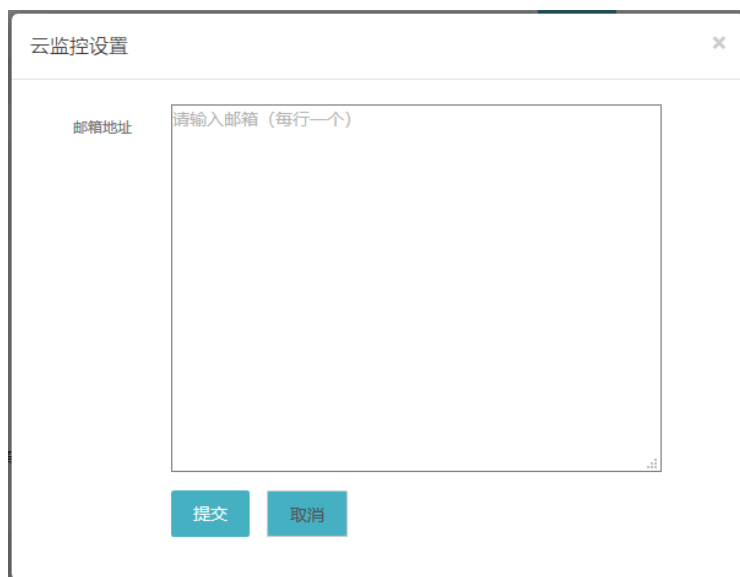 云监控设置
×
邮箱地址
请输入邮箱（每行一个）
提交
取消